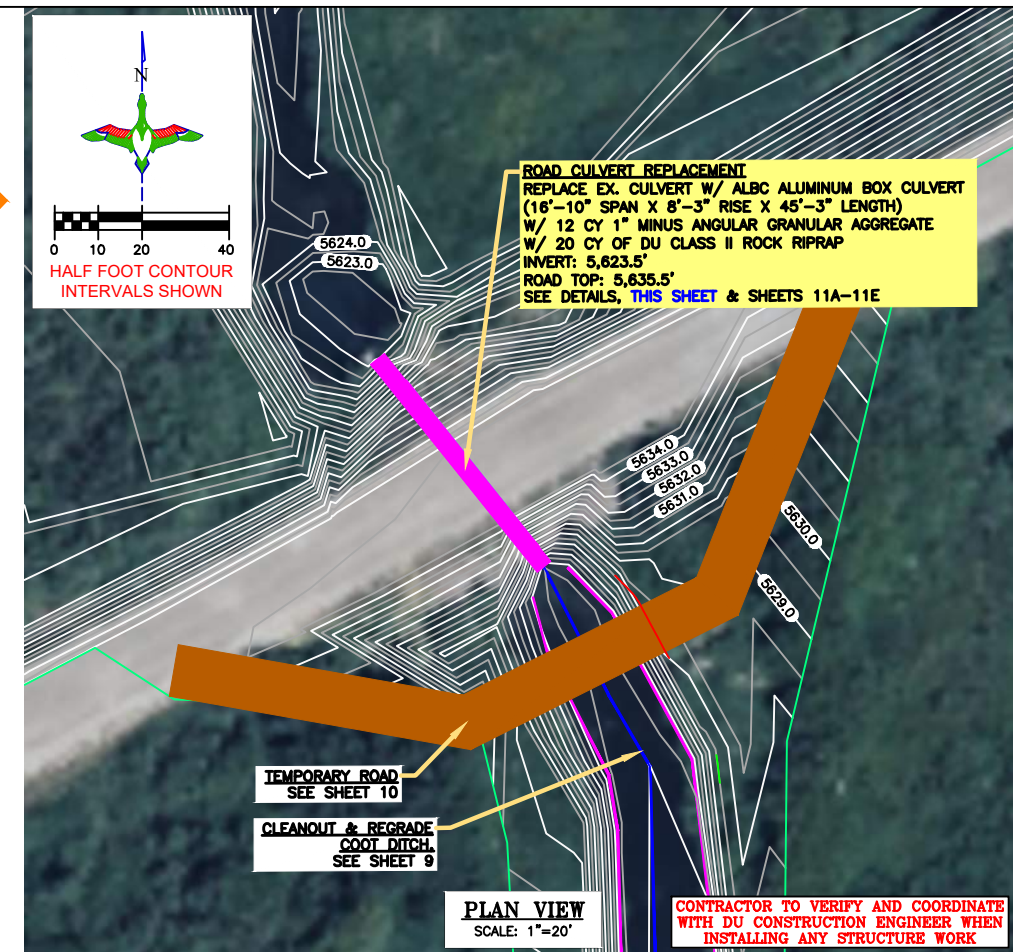 N
0 10 20 40
HALF FOOT CONTOUR
INTERVALS SHOWN
5624.0
5623.0
ROAD CULVERT REPLACEMENT
REPLACE EX. CULVERT W/ ALBC ALUMINUM BOX CULVERT
(16'-10" SPAN X 8'-3" RISE X 45'-3" LENGTH)
W/ 12 CY 1" MINUS ANGULAR GRANULAR AGGREGATE
W/ 20 CY OF DU CLASS II ROCK RIPRAP
INVERT: 5,623.5'
ROAD TOP: 5,635.5'
SEE DETAILS, THIS SHEET & SHEETS 11A-11E
5634.0
5633.0
5632.0
5631.0
5630.0
5629.0
TEMPORARY ROAD
SEE SHEET 10
CLEANOUT & REGRADE
COOT DITCH.
SEE SHEET 9
PLAN VIEW
SCALE: 1"=20'
CONTRACTOR TO VERIFY AND COORDINATE
WITH DU CONSTRUCTION ENGINEER WHEN
INSTALLING ANY STRUCTURE WORK